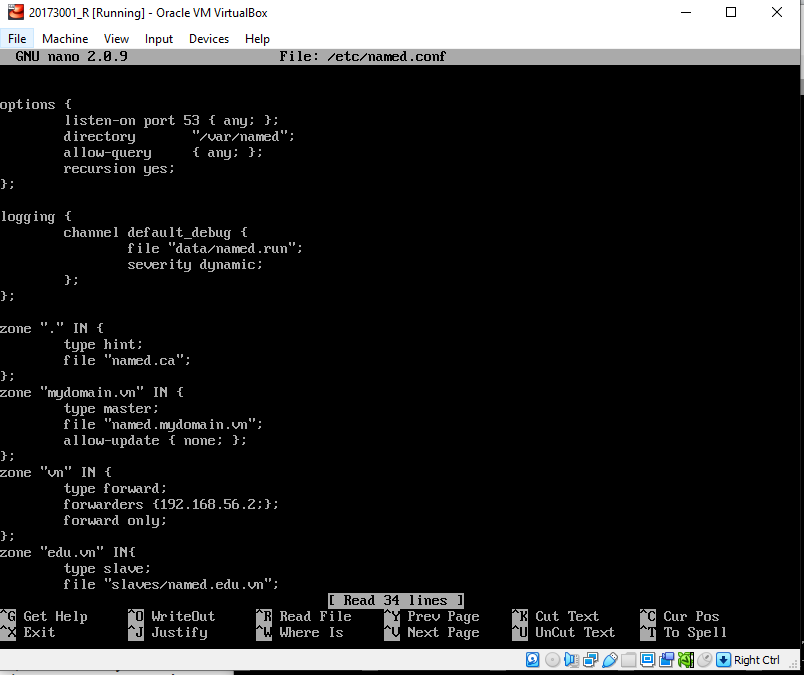 20173001_R [Running] - Oracle VM VirtualBox
File Machine View Input Devices Help
GNU nano 2.0.9 File: /etc/named.conf
options {
listen-on port 53 { any; };
directory "/var/named";
allow-query { any; };
recursion yes;
};
logging {
channel default_debug {
file "data/named.run";
severity dynamic;
};
};
zone "." IN {
type hint;
file "named.ca";
};
zone "mydomain.vn" IN {
type master;
file "named.mydomain.vn";
allow-update { none; };
};
zone "vn" IN {
type forward;
forwarders {192.168.56.2;};
forward only;
};
zone "edu.vn" IN{
type slave;
file "slaves/named.edu.vn";
[ Read 34 lines ]
^G Get Help ^O WriteOut ^R Read File ^Y Prev Page ^K Cut Text ^C Cur Pos
^X Exit ^J Justify ^W Where Is ^V Next Page ^U UnCut Text ^T To Spell
Right Ctrl